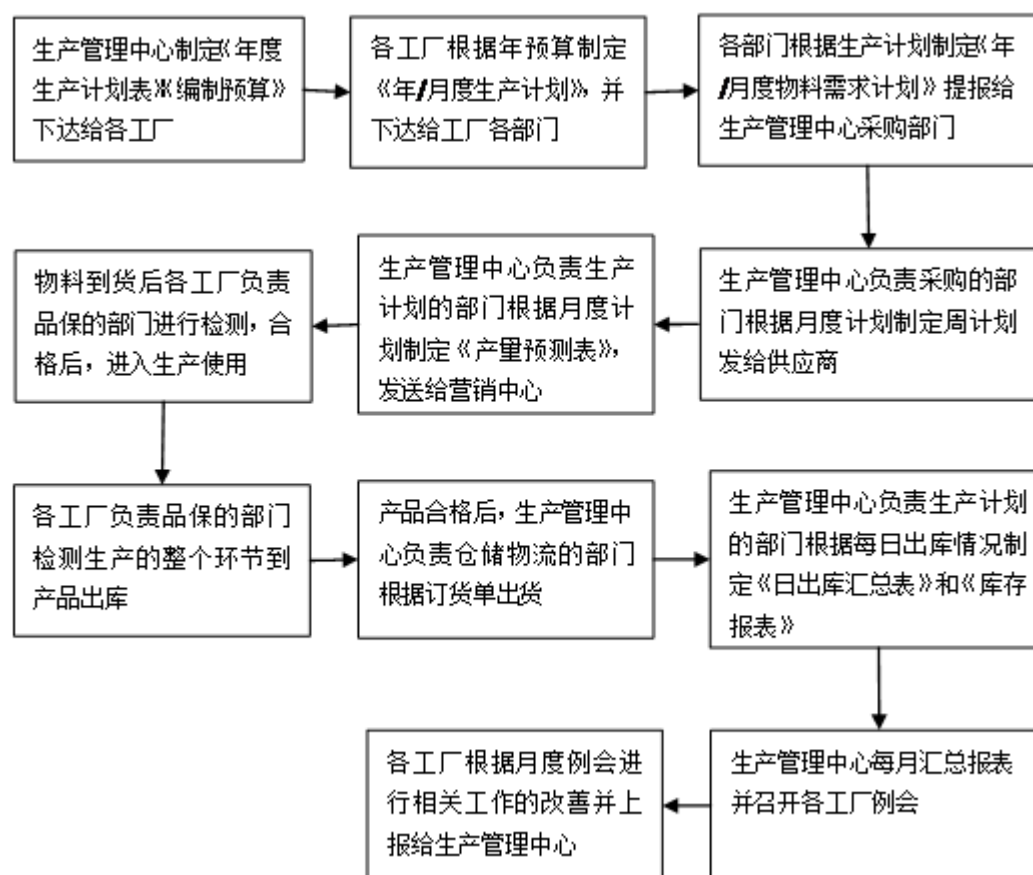 生产管理中心制定《年度
生产计划表》《编制预算》
下达给各工厂
各工厂根据年预算制定
《年/月度生产计划》,并
下达给工厂各部门
各部门根据生产计划制定《年
/月度物料需求计划》提报给
生产管理中心采购部门
生产管理中心负责采购的部
门根据月度计划制定周计划
发给供应商
生产管理中心负责生产
计划的部门根据月度计
划制定《产量预测表》,
发送给营销中心
物料到货后各工厂负责
品保的部门进行检测,合
格后,进入生产使用
各工厂负责品保的部门
检测生产的整个环节到
产品出库
产品合格后,生产管理中
心负责仓储物流的部门
根据订货单出货
生产管理中心负责生产计划
的部门根据每日出库情况制
定《日出库汇总表》和《库存
报表》
生产管理中心每月汇总报表
并召开各工厂例会
各工厂根据月度例会进
行相关工作的改善并上
报给生产管理中心